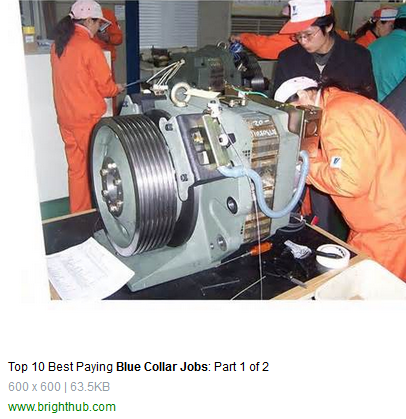 Top 10 Best Paying Blue Collar Jobs: Part 1 of 2
600 x 600 | 63.5KB
www.brighthub.com